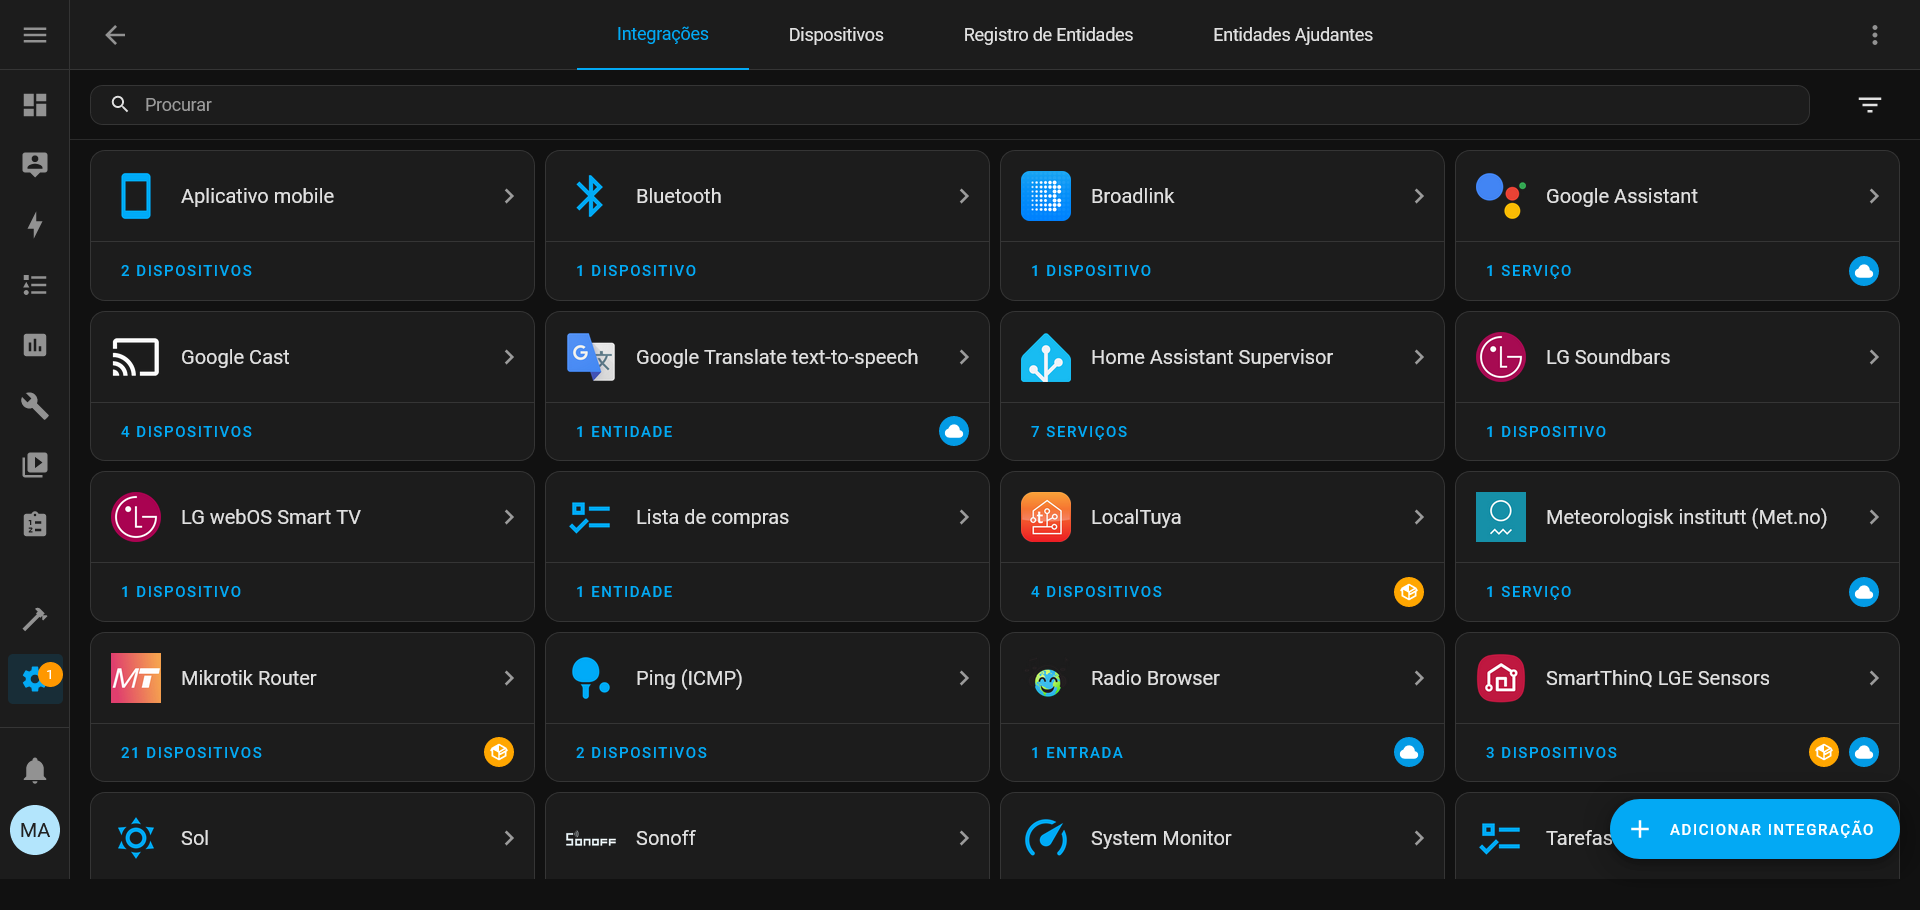 Integrações
Dispositivos
Registro de Entidades
Entidades Ajudantes
Procurar
Aplicativo mobile
2 DISPOSITIVOS
Bluetooth
1 DISPOSITIVO
Broadlink
1 DISPOSITIVO
Google Assistant
1 SERVIÇO
Google Cast
4 DISPOSITIVOS
G
文
Google Translate text-to-speech
1 ENTIDADE
Home Assistant Supervisor
7 SERVIÇOS
LG Soundbars
1 DISPOSITIVO
LG webOS Smart TV
1 DISPOSITIVO
Lista de compras
1 ENTIDADE
LocalTuya
4 DISPOSITIVOS
Meteorologisk institutt (Met.no)
1 SERVIÇO
MT
Mikrotik Router
21 DISPOSITIVOS
Ping (ICMP)
2 DISPOSITIVOS
Radio Browser
1 ENTRADA
SmartThinQ LGE Sensors
3 DISPOSITIVOS
1
MA
Sol
SONOFF
Sonoff
System Monitor
Tarefas
ADICIONAR INTEGRAÇÃO